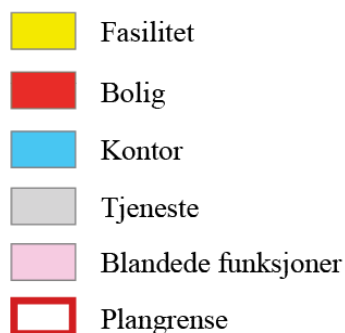 Fasilitet
Bolig
Kontor
Tjeneste
Blandede funksjoner
Plangrense